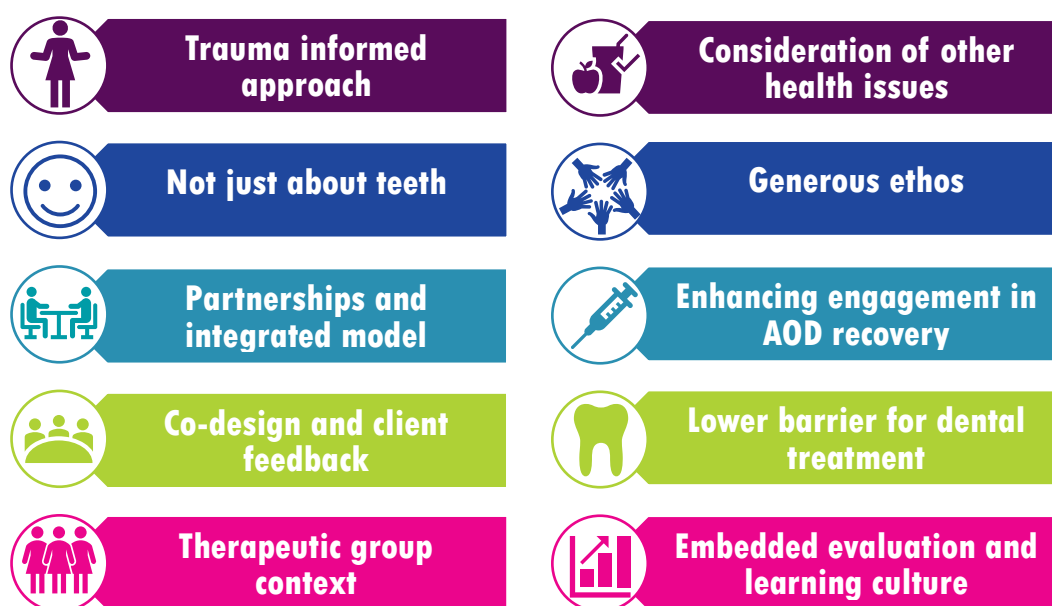 Trauma informed
approach
Not just about teeth
Partnerships and
integrated model
Co-design and client
feedback
Therapeutic group
context
Consideration of other
health issues
Generous ethos
Enhancing engagement in
AOD recovery
Lower barrier for dental
treatment
Embedded evaluation and
learning culture